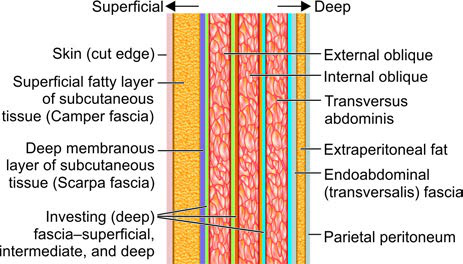 Superficial
Deep
Skin (cut edge)
Superficial fatty layer
of subcutaneous
tissue (Camper fascia)
Deep membranous
layer of subcutaneous
tissue (Scarpa fascia)
Investing (deep)
fascia–superficial,
intermediate, and deep
External oblique
Internal oblique
Transversus
abdominis
Extraperitoneal fat
Endoabdominal
(transversalis) fascia
Parietal peritoneum